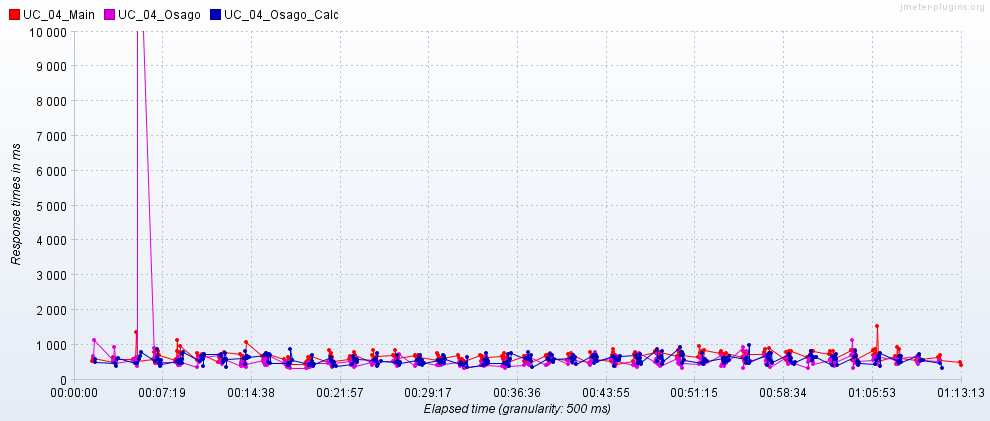 UC_04_Main UC_04_Osago UC_04_Osago_Calc
jmeter-plugins.org
10 000
9 000
8 000
7 000
6 000
5 000
4 000
3 000
2 000
1 000
0
Response times in ms
00:00:00 00:07:19 00:14:38 00:21:57 00:29:17 00:36:36 00:43:55 00:51:15 00:58:34 01:05:53 01:13:13
Elapsed time (granularity: 500 ms)